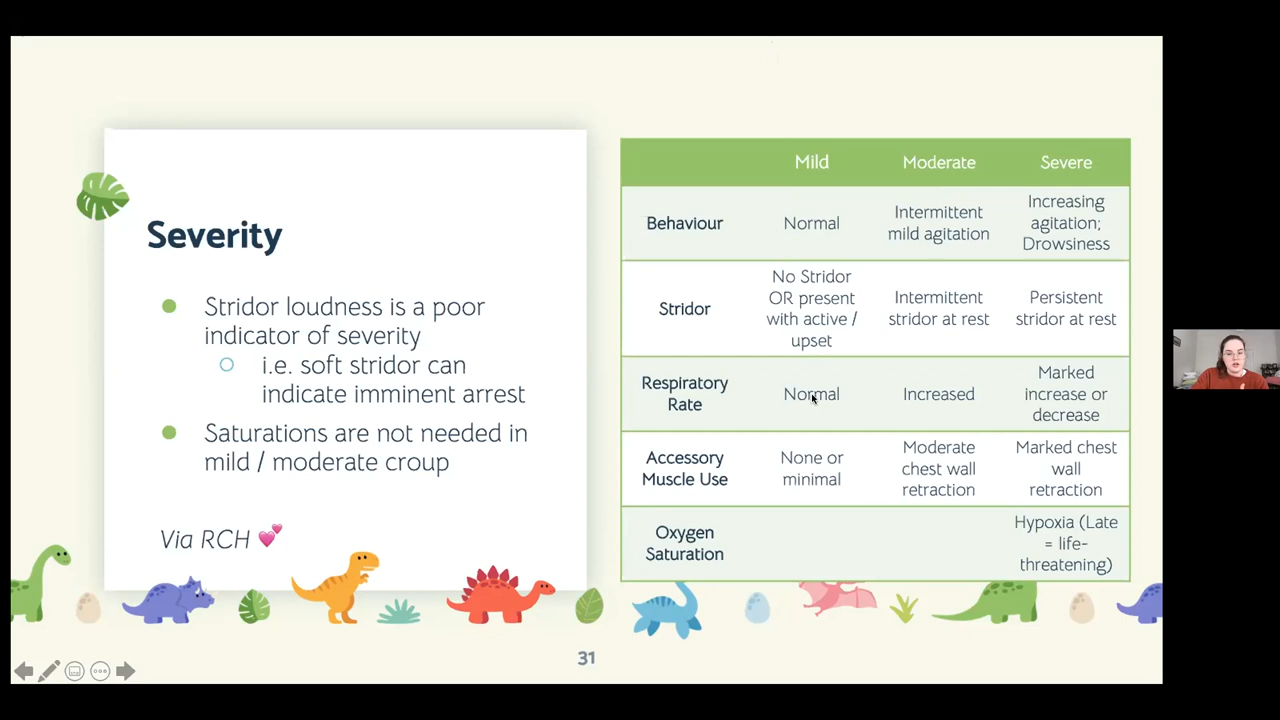 Severity
Stridor loudness is a poor
indicator of severity
i.e. soft stridor can
indicate imminent arrest
Saturations are not needed in
mild / moderate croup
Via RCH 💕
Mild Moderate Severe
Behaviour
Normal
Intermittent
mild agitation
Increasing
agitation;
Drowsiness
Stridor
No Stridor
OR present
with active /
upset
Intermittent
stridor at rest
Persistent
stridor at rest
Respiratory
Rate
Normal
Increased
Marked
increase or
decrease
Accessory
Muscle Use
None or
minimal
Moderate
chest wall
retraction
Marked chest
wall
retraction
Oxygen
Saturation
Hypoxia (Late
= life-
threatening)
31